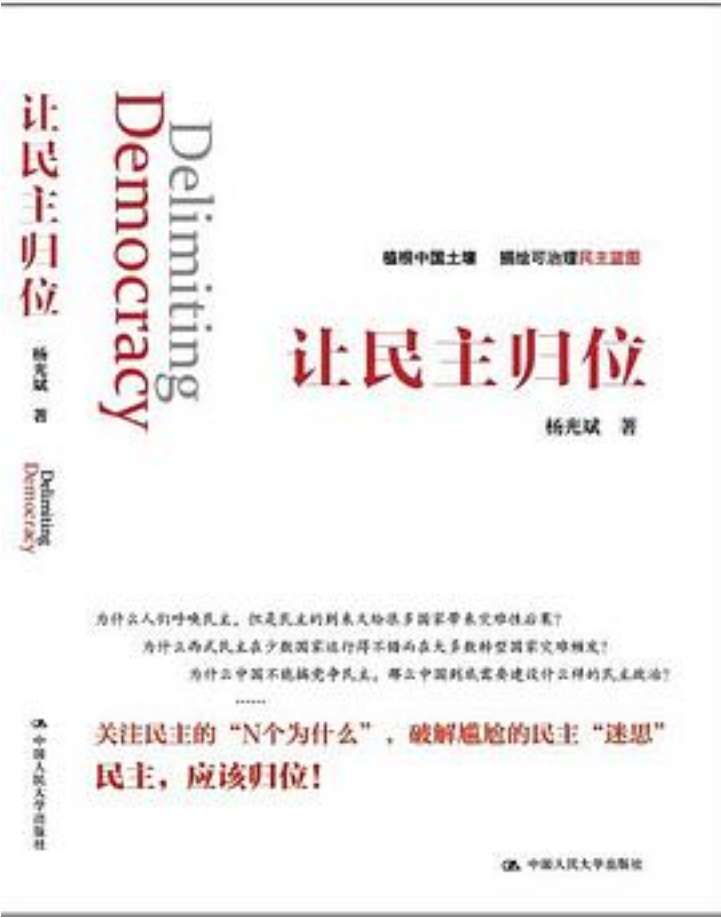 让民主归位
杨光斌 著
Delimiting
Democracy
中国人民大学出版社
Delimiting
Democracy
植根中国土壤 描绘可治理民主蓝图
让民主归位
杨光斌 著
为什么人们呼唤民主，但是民主的到来又给很多国家带来灾难性后果？
为什么西式民主在少数国家运行得不错而在大多数转型国家灾难频发？
为什么中国不能搞党争民主，那么中国到底需要建设什么样的民主政治？
……
关注民主的“N个为什么”，破解尴尬的民主“迷思”
民主，应该归位！
中国人民大学出版社